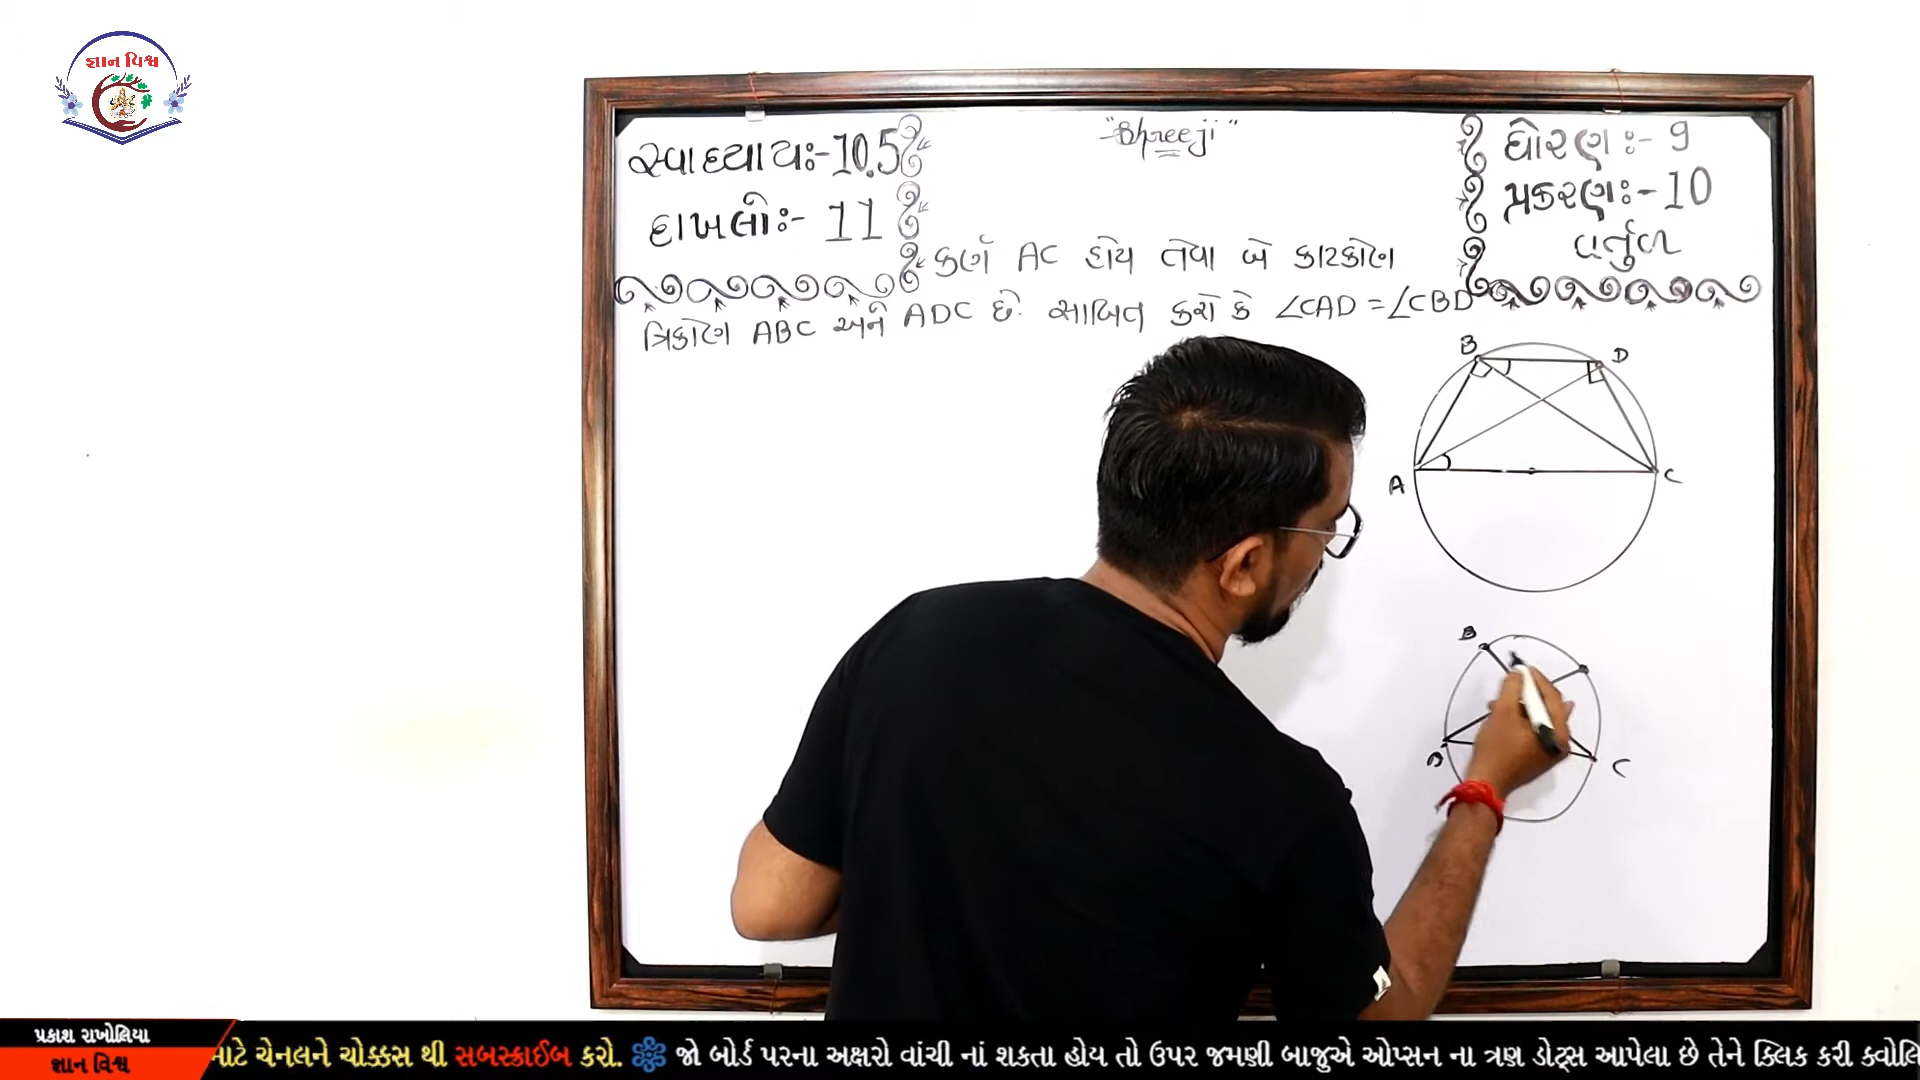 જ્ઞાન વિશ્વ
સ્વાધ્યાયઃ-10.5
દાખલોઃ- 11
"Shreeji"
ધોરણઃ- 9
પ્રકરણઃ- 10
વર્તુળ
કર્ણ AC હોય તેવા બે કાટકોણ
ત્રિકોણ ABC અને ADC છે. સાબિત કરો કે ∠CAD = ∠CBD
B D
A C
B
C
પ્રકાશ રાખોલિયા
જ્ઞાન વિશ્વ
માટે ચેનલને ચોક્કસ થી સબસ્ક્રાઈબ કરો. જો બોર્ડ પરના અક્ષરો વાંચી નાં શકતા હોય તો ઉપર જમણી બાજુએ ઓપ્સન ના ત્રણ ડોટ્સ આપેલા છે તેને ક્લિક કરી ક્વોલિ